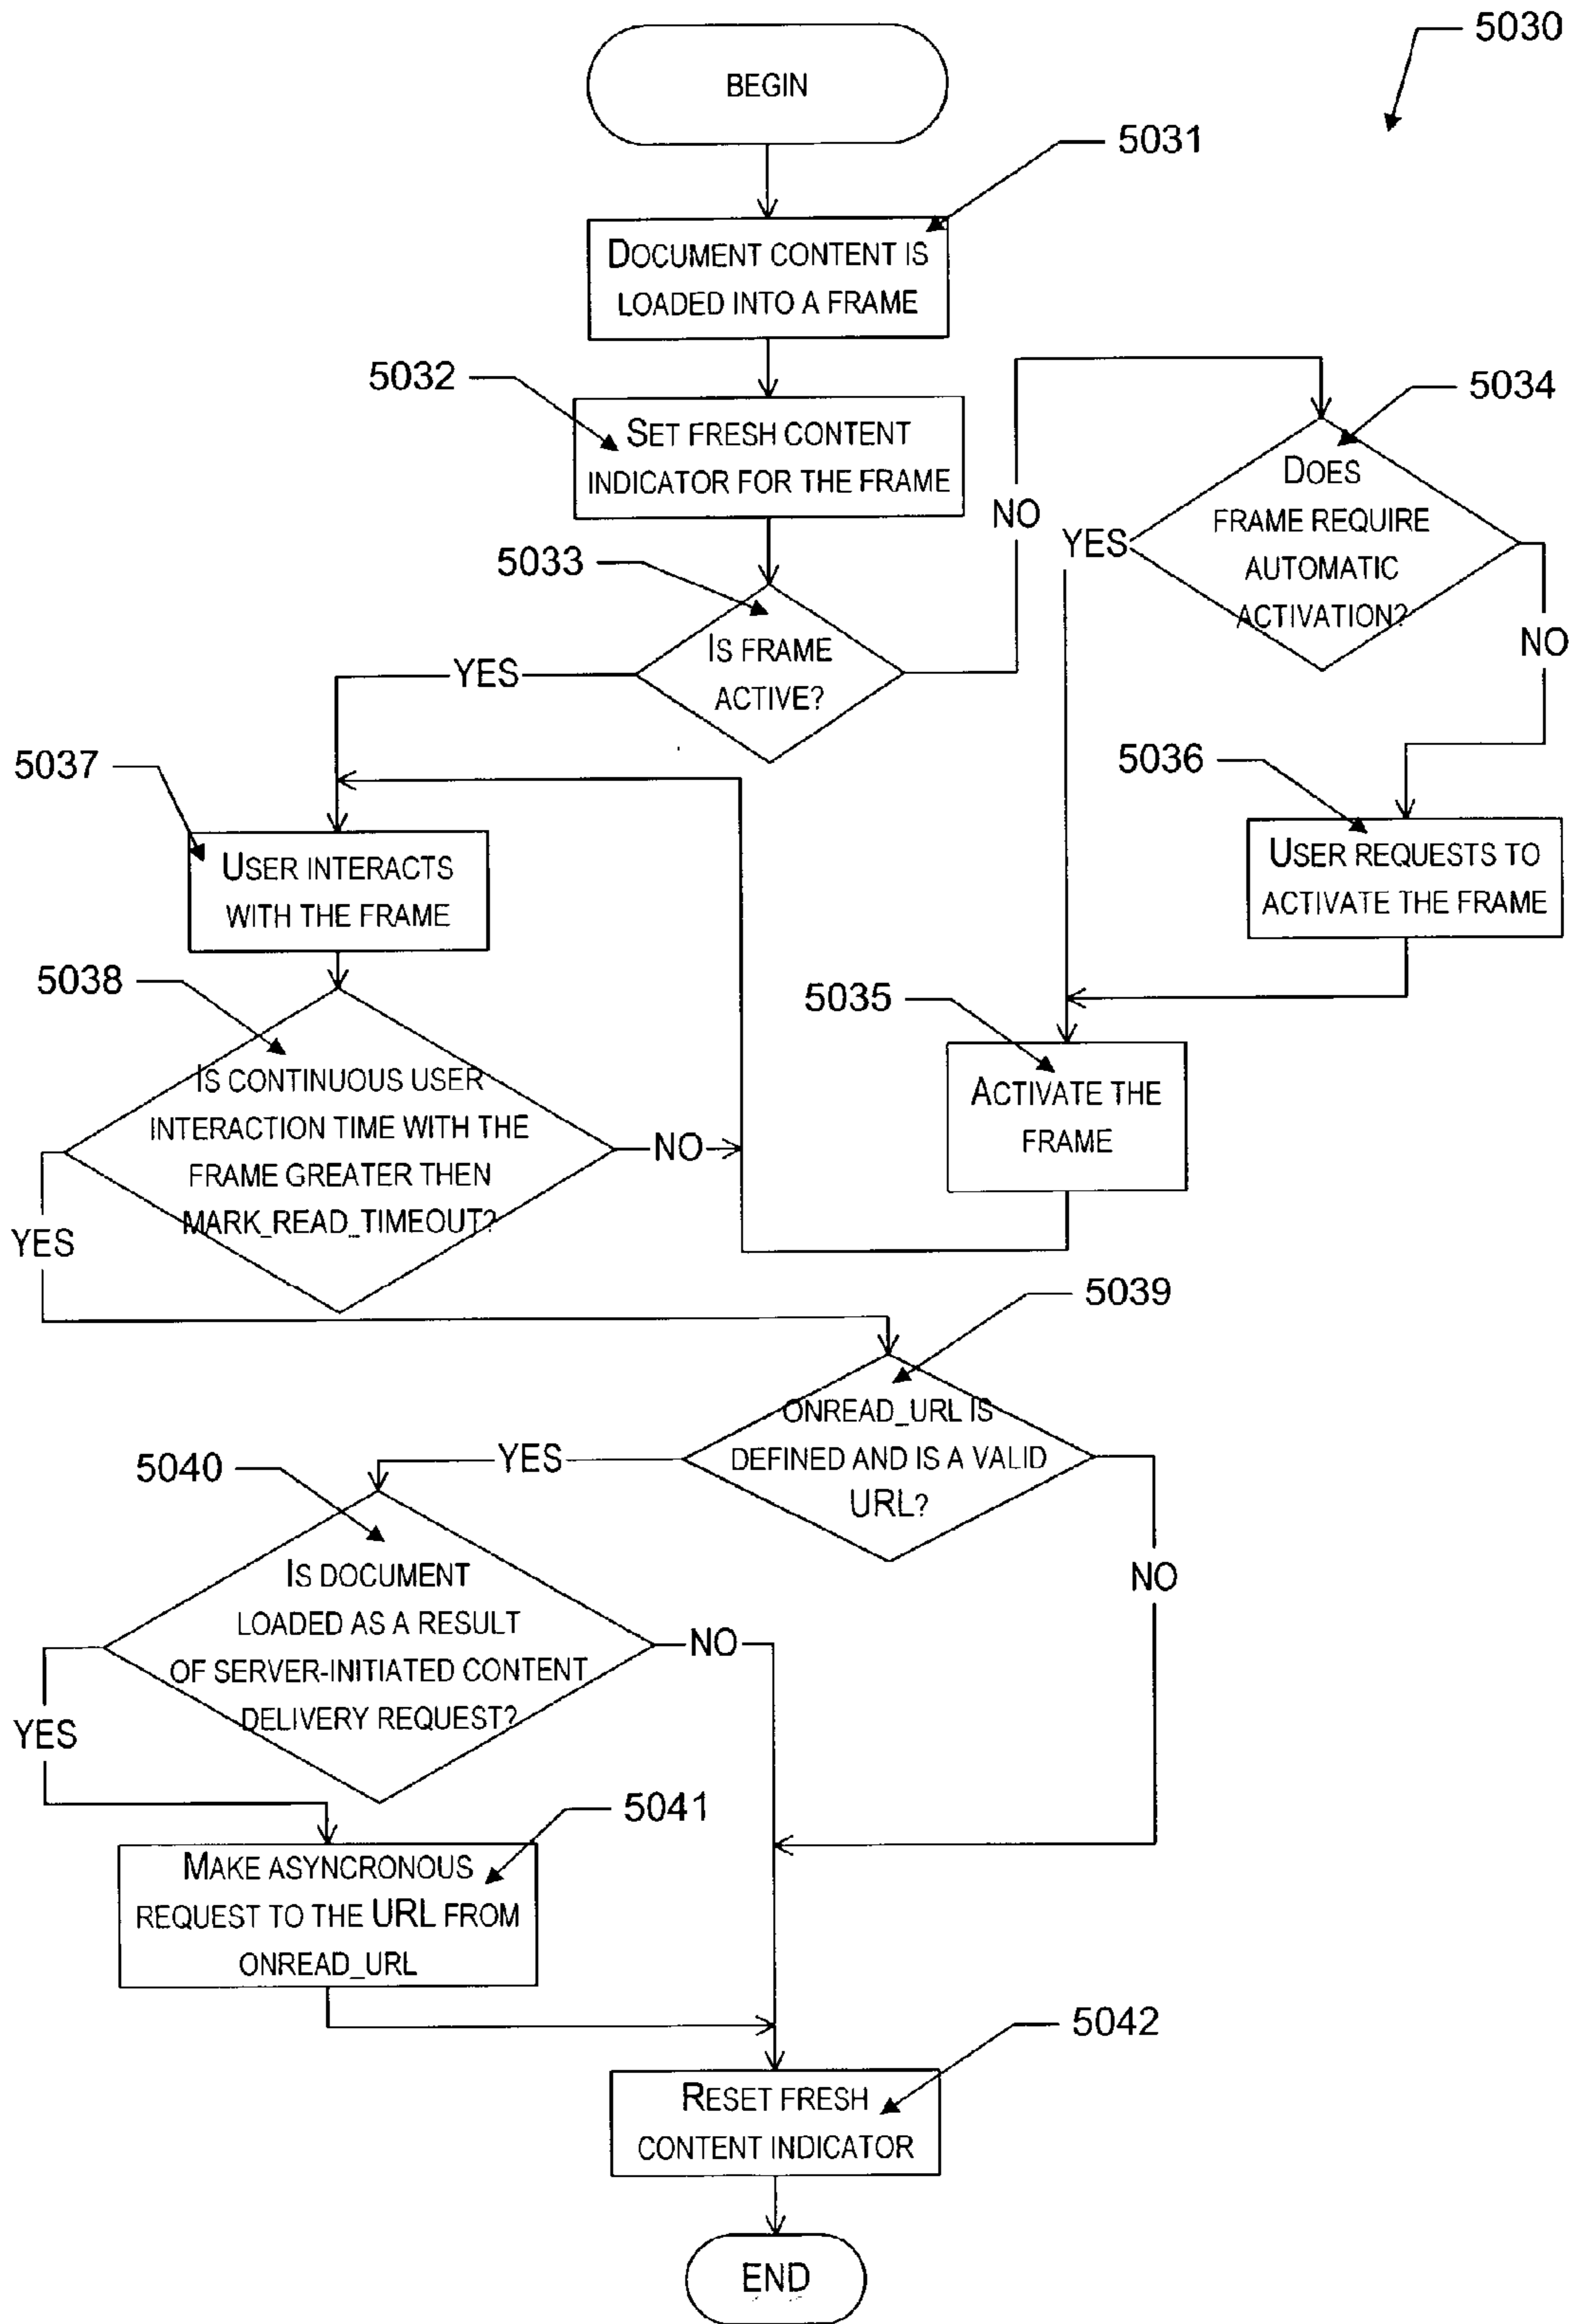 5030
BEGIN
5031
DOCUMENT CONTENT IS
LOADED INTO A FRAME
5032
SET FRESH CONTENT
INDICATOR FOR THE FRAME
5034
DOES
FRAME REQUIRE
AUTOMATIC
ACTIVATION?
NO
YES
NO
5033
IS FRAME
ACTIVE?
YES
5037
USER INTERACTS
WITH THE FRAME
5036
USER REQUESTS TO
ACTIVATE THE FRAME
5038
IS CONTINUOUS USER
INTERACTION TIME WITH THE
FRAME GREATER THEN
MARK_READ_TIMEOUT?
NO
YES
5035
ACTIVATE THE
FRAME
5039
ONREAD_URL IS
DEFINED AND IS A VALID
URL?
YES
NO
5040
IS DOCUMENT
LOADED AS A RESULT
OF SERVER-INITIATED CONTENT
DELIVERY REQUEST?
NO
YES
5041
MAKE ASYNCRONOUS
REQUEST TO THE URL FROM
ONREAD_URL
5042
RESET FRESH
CONTENT INDICATOR
END